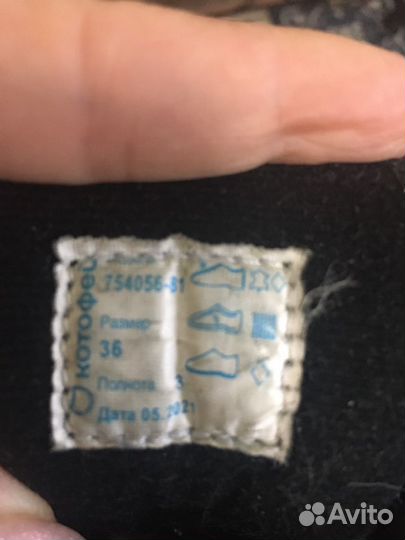 котофей
754056-81
Размер
36
Полнота 3
Дата 05.2021
Avito